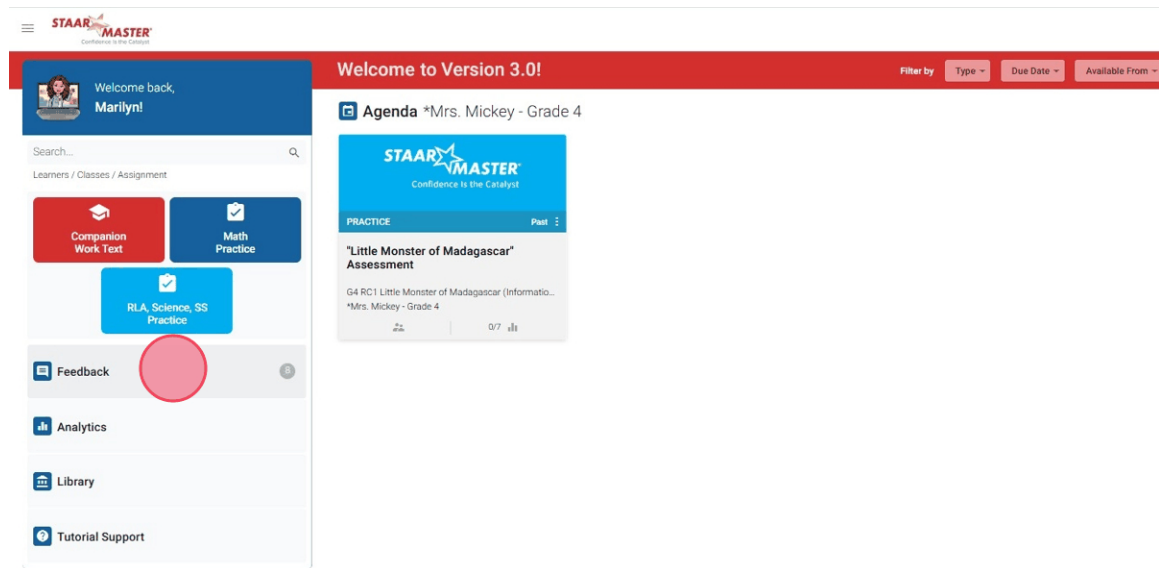 STAAR MASTER
Confidence Is the Catalyst
Welcome back,
Marilyn!
Search...
Learners / Classes / Assignment
Companion
Work Text
Math
Practice
RLA, Science, SS
Practice
Feedback
8
Analytics
Library
Tutorial Support
Welcome to Version 3.0!
Filter by
Type
Due Date
Available From
Agenda *Mrs. Mickey - Grade 4
STAAR MASTER
Confidence Is the Catalyst
PRACTICE
Past
"Little Monster of Madagascar"
Assessment
G4 RC1 Little Monster of Madagascar (Informatio...
*Mrs. Mickey - Grade 4
0/7